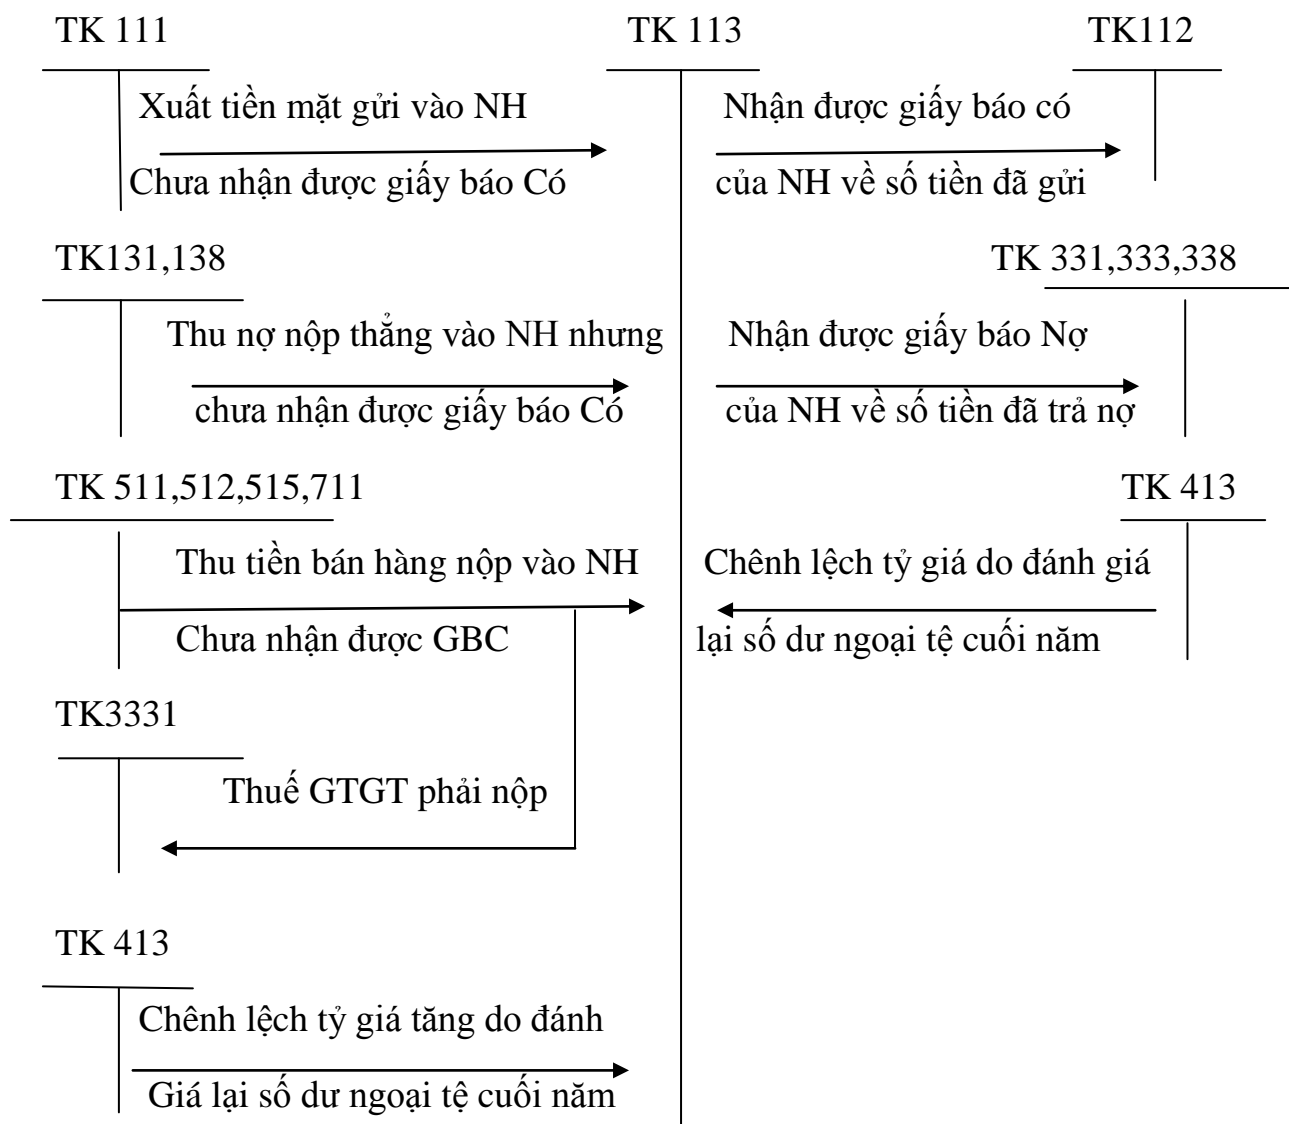 TK 111
TK 113
TK112
Xuất tiền mặt gửi vào NH
Chưa nhận được giấy báo Có
Nhận được giấy báo có
của NH về số tiền đã gửi
TK131,138
TK 331,333,338
Thu nợ nộp thẳng vào NH nhưng
chưa nhận được giấy báo Có
Nhận được giấy báo Nợ
của NH về số tiền đã trả nợ
TK 511,512,515,711
TK 413
Thu tiền bán hàng nộp vào NH
Chưa nhận được GBC
Chênh lệch tỷ giá do đánh giá
lại số dư ngoại tệ cuối năm
TK3331
Thuế GTGT phải nộp
TK 413
Chênh lệch tỷ giá tăng do đánh
Giá lại số dư ngoại tệ cuối năm